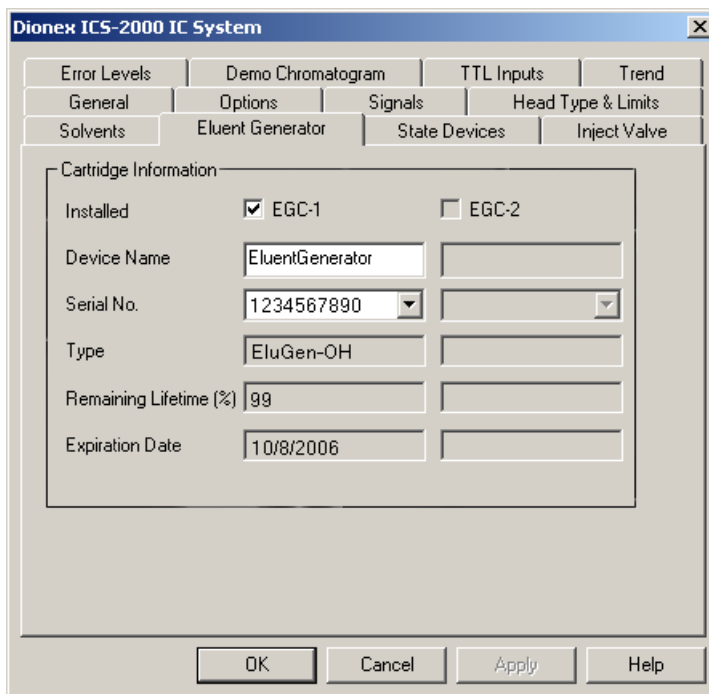 Dionex ICS-2000 IC System
Error Levels Demo Chromatogram TTL Inputs Trend
General Options Signals Head Type & Limits
Solvents Eluent Generator State Devices Inject Valve
Cartridge Information
Installed EGC-1 EGC-2
Device Name EluentGenerator
Serial No. 1234567890
Type EluGen-OH
Remaining Lifetime (%) 99
Expiration Date 10/8/2006
OK Cancel Apply Help